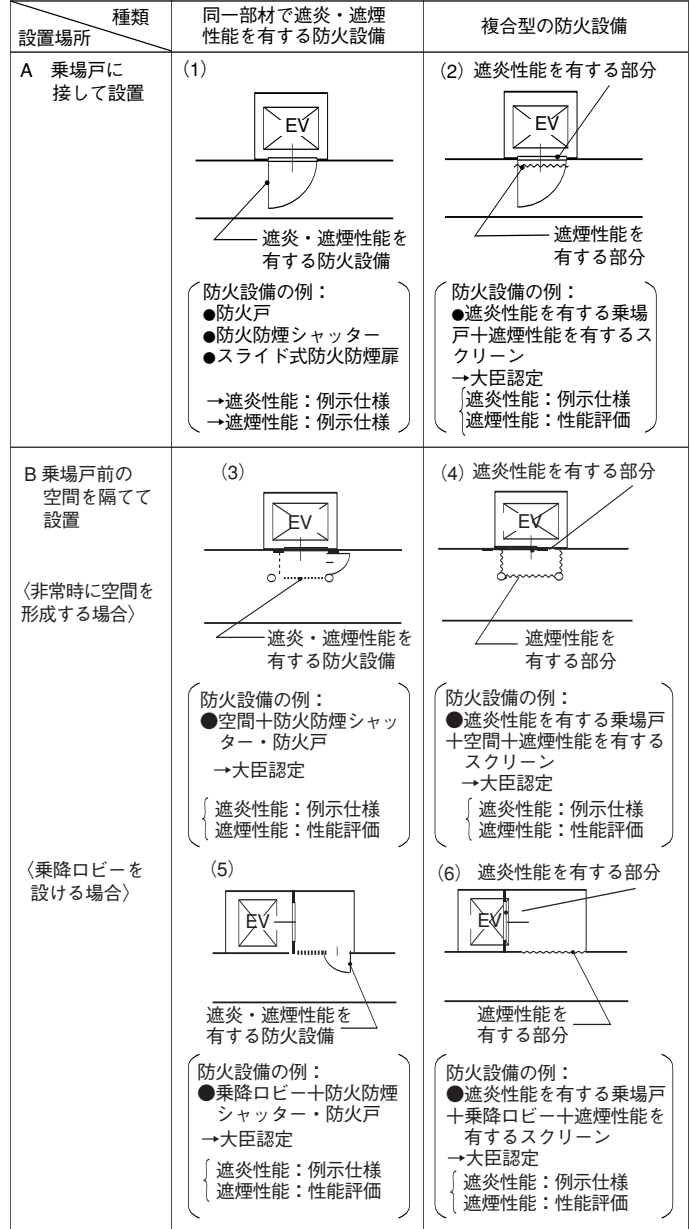 種類
設置場所
同一部材で遮炎・遮煙
性能を有する防火設備
複合型の防火設備
A 乗場戸に
接して設置
(1)
EV
遮炎・遮煙性能を
有する防火設備
防火設備の例：
●防火戸
●防火防煙シャッター
●スライド式防火防煙扉
→遮炎性能：例示仕様
→遮煙性能：例示仕様
(2) 遮炎性能を有する部分
EV
遮煙性能を
有する部分
防火設備の例：
●遮炎性能を有する乗場
戸＋遮煙性能を有するス
クリーン
→大臣認定
遮炎性能：例示仕様
遮煙性能：性能評価
B 乗場戸前の
空間を隔てて
設置
〈非常時に空間を
形成する場合〉
(3)
EV
遮炎・遮煙性能を
有する防火設備
防火設備の例：
●空間＋防火防煙シャッ
ター・防火戸
→大臣認定
遮炎性能：例示仕様
遮煙性能：性能評価
(4) 遮炎性能を有する部分
EV
遮煙性能を
有する部分
防火設備の例：
●遮炎性能を有する乗場戸
＋空間＋遮煙性能を有する
スクリーン
→大臣認定
遮炎性能：例示仕様
遮煙性能：性能評価
〈乗降ロビーを
設ける場合〉
(5)
EV
遮炎・遮煙性能を
有する防火設備
防火設備の例：
●乗降ロビー＋防火防煙
シャッター・防火戸
→大臣認定
遮炎性能：例示仕様
遮煙性能：性能評価
(6) 遮炎性能を有する部分
EV
遮煙性能を
有する部分
防火設備の例：
●遮炎性能を有する乗場戸
＋乗降ロビー＋遮煙性能を
有するスクリーン
→大臣認定
遮炎性能：例示仕様
遮煙性能：性能評価